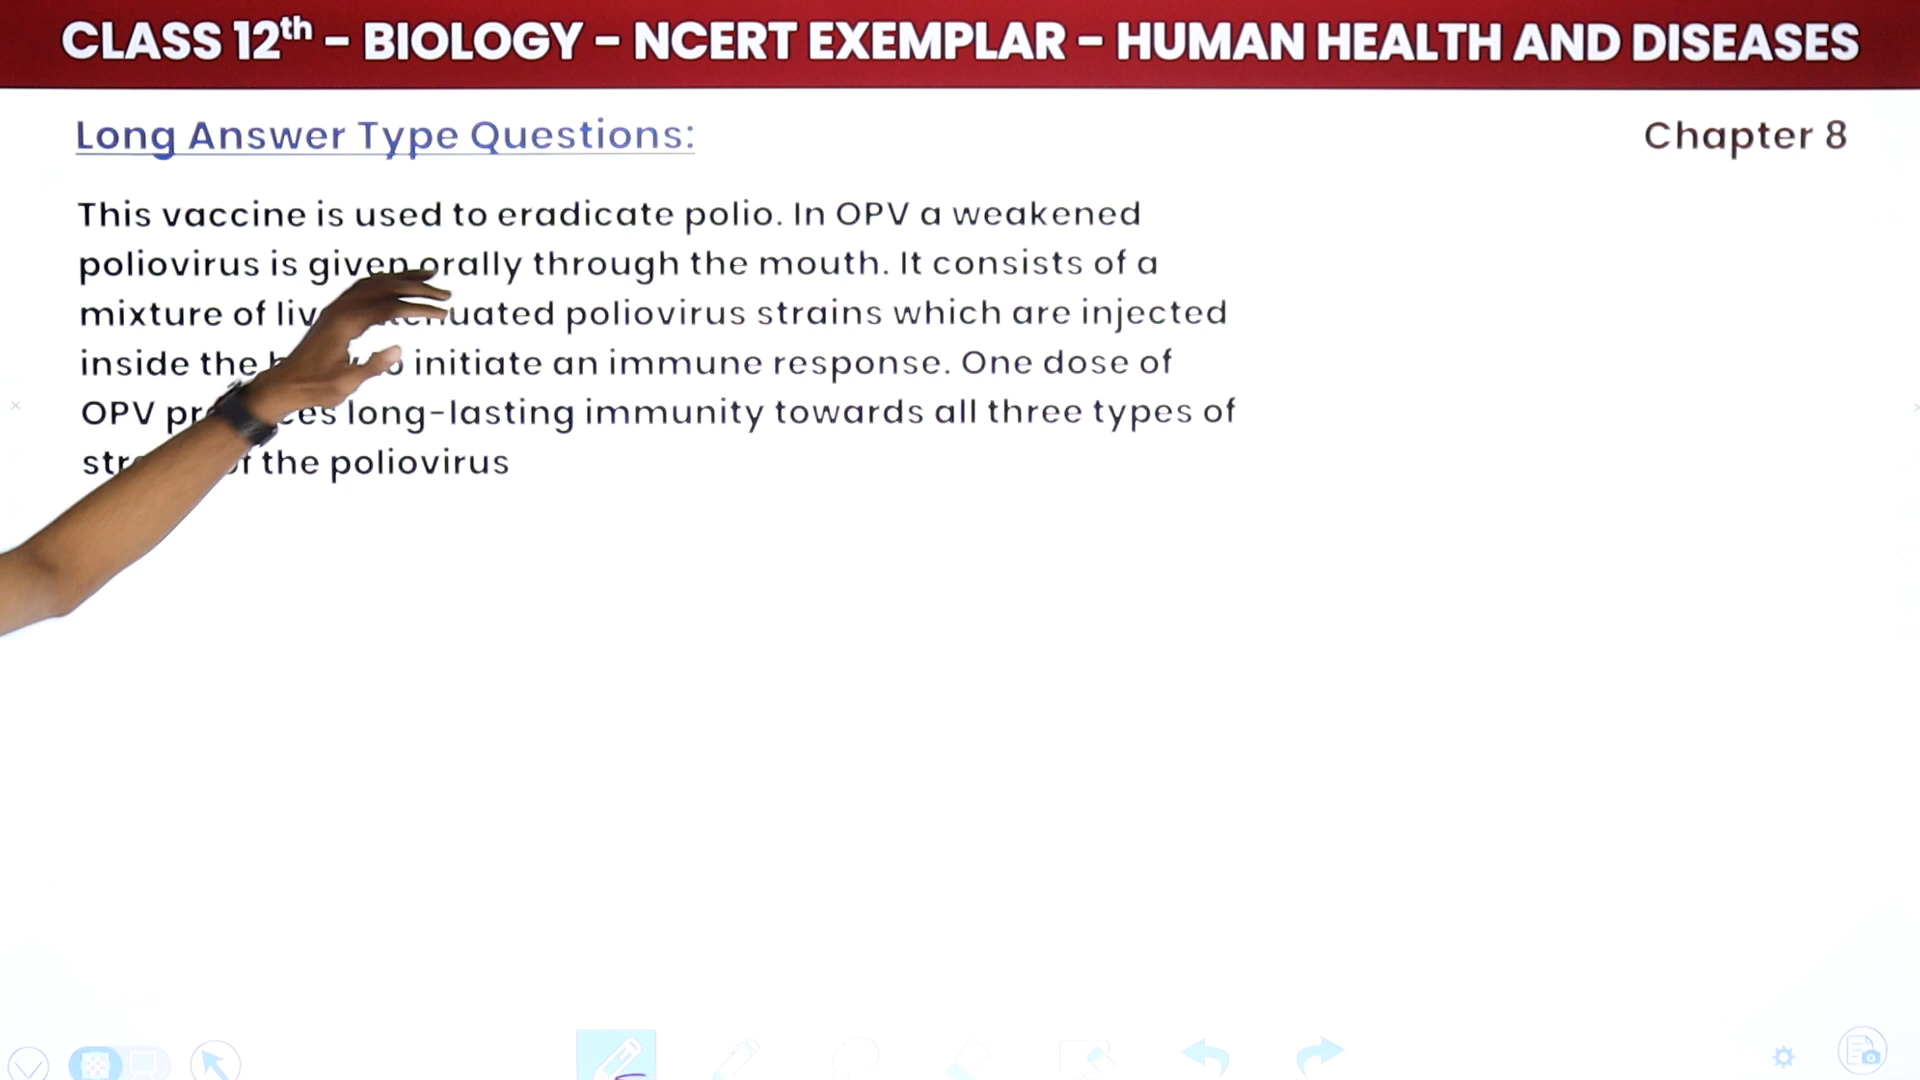 CLASS 12th - BIOLOGY - NCERT EXEMPLAR - HUMAN HEALTH AND DISEASES
Long Answer Type Questions:
Chapter 8
This vaccine is used to eradicate polio. In OPV a weakened
poliovirus is given orally through the mouth. It consists of a
mixture of poliovirus strains which are injected
inside the initiate an immune response. One dose of
OPV long-lasting immunity towards all three types of
the poliovirus